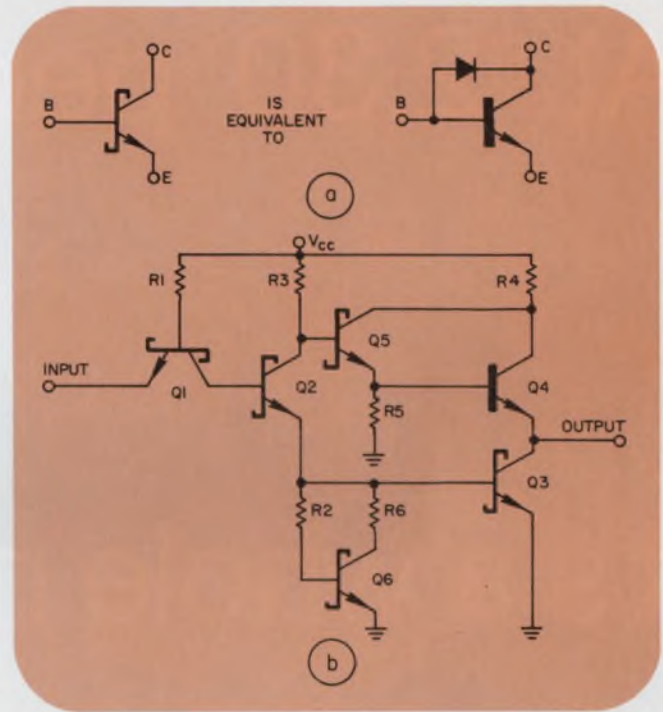 C
B
E
IS
EQUIVALENT
TO
C
B
E
a
Vcc
R1
R3
R4
Q5
INPUT
Q1
Q2
Q4
R5
OUTPUT
Q3
R2
R6
Q6
b